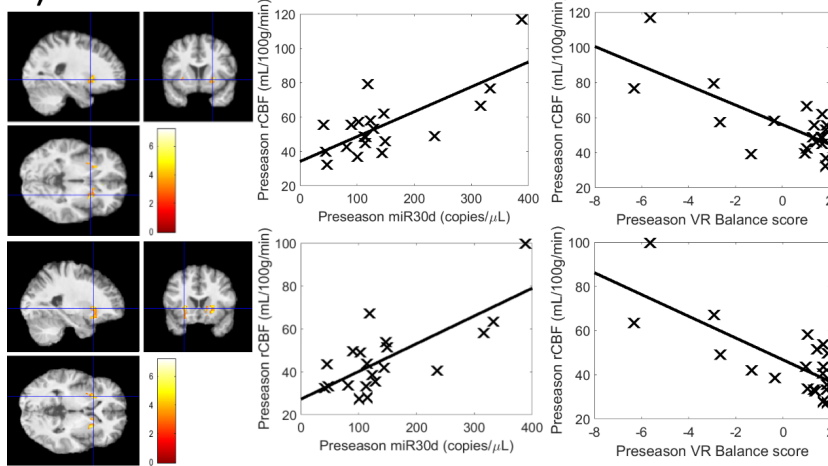 120
100
80
60
40
20
Preseason rCBF (mL/100g/min)
0 100 200 300 400
Preseason miR30d (copies/μL)
120
100
80
60
40
20
Preseason rCBF (mL/100g/min)
-8 -6 -4 -2 0 2
Preseason VR Balance score
6
4
2
0
100
80
60
40
20
Preseason rCBF (mL/100g/min)
0 100 200 300 400
Preseason miR30d (copies/μL)
100
80
60
40
20
Preseason rCBF (mL/100g/min)
-8 -6 -4 -2 0 2
Preseason VR Balance score
6
4
2
0